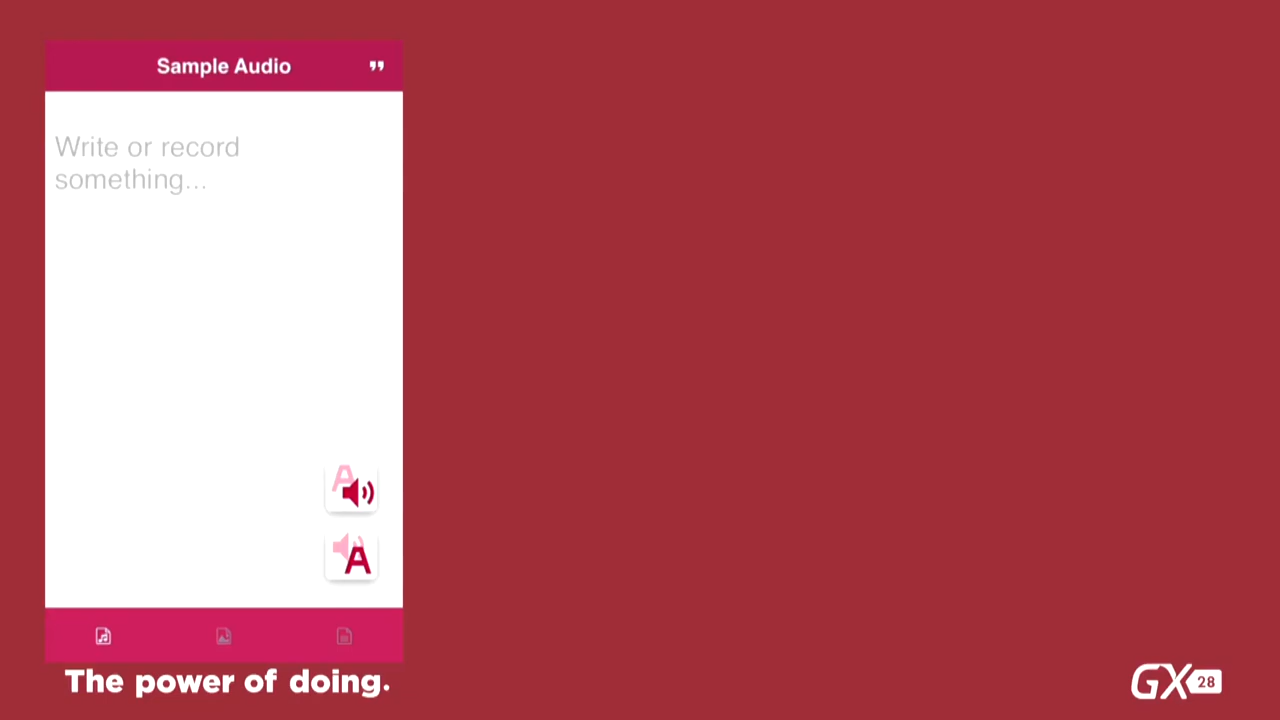 Sample Audio "
Write or record
something...
A
A
The power of doing.
GX 28